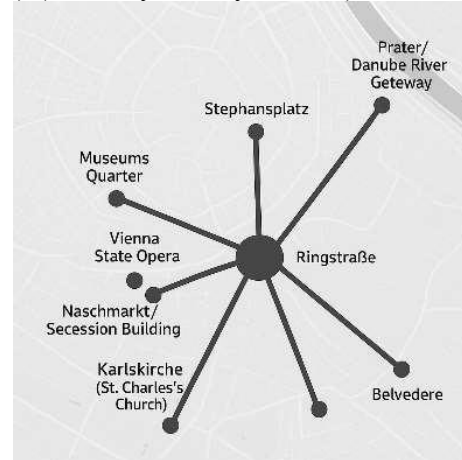 Prater/
Danube River
Geteway
Stephansplatz
Museums
Quarter
Vienna
State Opera
Ringstraße
Naschmarkt/
Secession Building
Karlskirche
(St. Charles's
Church)
Belvedere